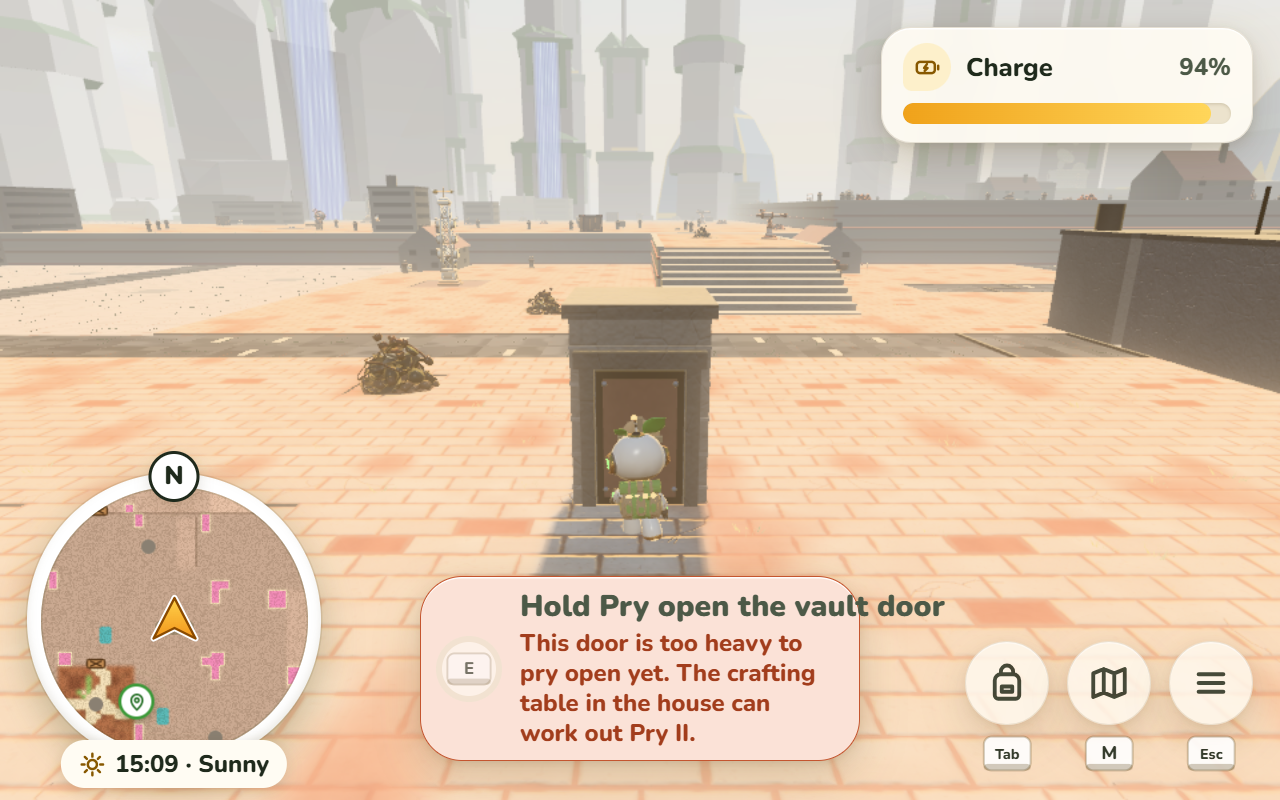 Charge 94%
N
Hold Pry open the vault door
E
This door is too heavy to
pry open yet. The crafting
table in the house can
work out Pry II.
15:09 · Sunny
Tab
M
Esc